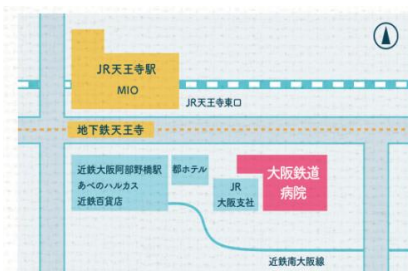 JR天王寺駅
MIO
JR天王寺東口
地下鉄天王寺
近鉄大阪阿部野橋駅
あべのハルカス
近鉄百貨店
都ホテル
JR
大阪支社
大阪鉄道
病院
近鉄南大阪線